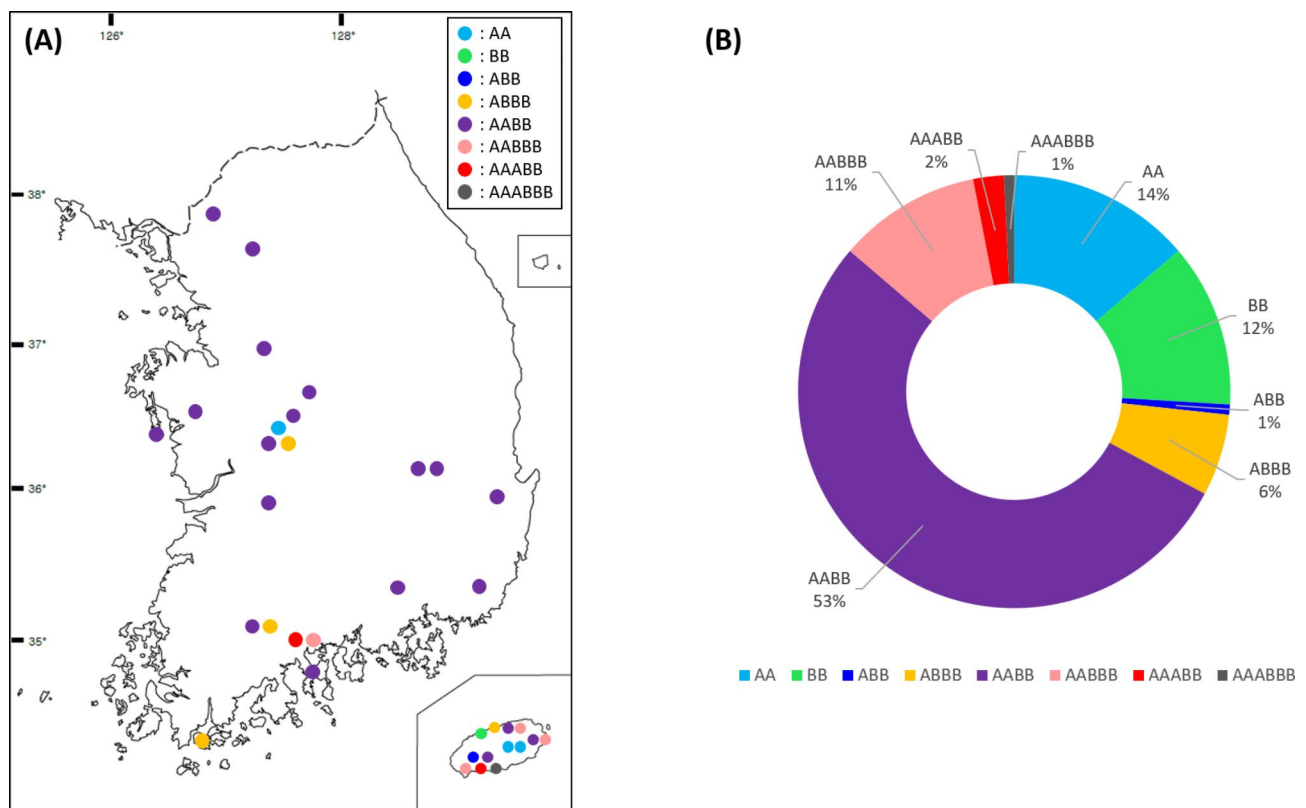 (A)
126°
128°
: AA
: BB
: ABB
: ABBB
: AABB
: AABBB
: AAABB
: AAABBB
38°
37°
36°
35°
(B)
AAABB
2%
AAABBB
1%
AABBB
11%
AA
14%
BB
12%
ABB
1%
ABBB
6%
AABB
53%
AA BB ABB ABBB AABB AABBB AAABB AAABBB